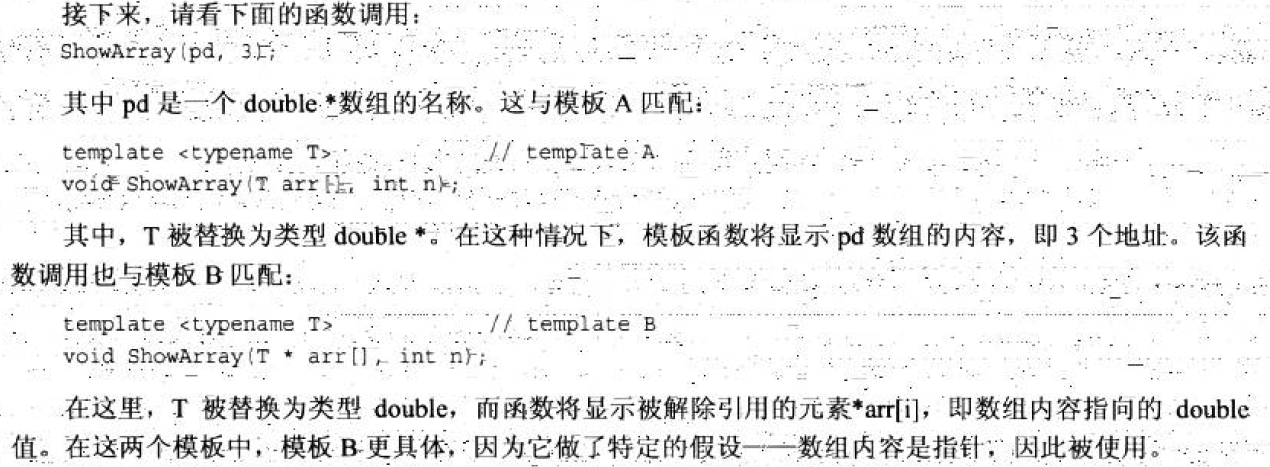 接下来，请看下面的函数调用：
ShowArray(pd, 3);
其中 pd 是一个 double *数组的名称。这与模板 A 匹配：
template <typename T> // template A
void ShowArray(T arr[], int n);
其中，T 被替换为类型 double *。在这种情况下，模板函数将显示 pd 数组的内容，即 3 个地址。该函
数调用也与模板 B 匹配：
template <typename T> // template B
void ShowArray(T * arr[], int n);
在这里，T 被替换为类型 double，而函数将显示被解除引用的元素*arr[i]，即数组内容指向的 double
值。在这两个模板中，模板 B 更具体，因为它做了特定的假设——数组内容是指针，因此被使用。